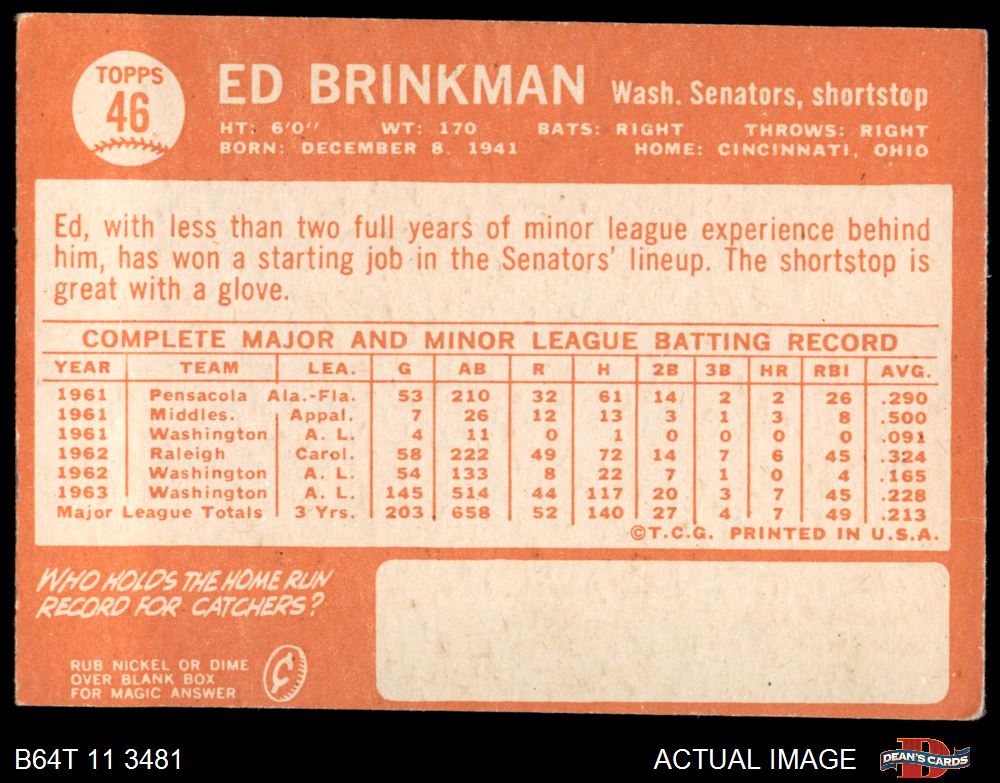 TOPPS
46
ED BRINKMAN Wash. Senators, shortstop
HT: 6'0" WT: 170 BATS: RIGHT THROWS: RIGHT
BORN: DECEMBER 8, 1941 HOME: CINCINNATI, OHIO
Ed, with less than two full years of minor league experience behind
him, has won a starting job in the Senators' lineup. The shortstop is
great with a glove.
COMPLETE MAJOR AND MINOR LEAGUE BATTING RECORD
YEAR TEAM LEA. G AB R H 2B 3B HR RBI AVG.
1961 Pensacola Ala.-Fla. 53 210 32 61 14 2 2 26 .290
1961 Middles. Appal. 7 26 12 13 3 1 3 8 .500
1961 Washington A. L. 4 11 0 1 0 0 0 0 .091
1962 Raleigh Carol. 58 222 49 72 14 7 6 45 .324
1962 Washington A. L. 54 133 8 22 7 1 0 4 .165
1963 Washington A. L. 145 514 44 117 20 3 7 45 .228
Major League Totals 3 Yrs. 203 658 52 140 27 4 7 49 .213
©T.C.G. PRINTED IN U.S.A.
WHO HOLDS THE HOME RUN
RECORD FOR CATCHERS?
RUB NICKEL OR DIME
OVER BLANK BOX
FOR MAGIC ANSWER
¢
B64T 11 3481 ACTUAL IMAGE D DEAN'S CARDS